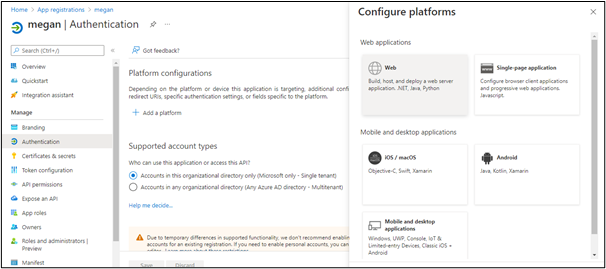 Home > App registrations > megan
megan | Authentication
Search (Ctrl+/)
Overview
Quickstart
Integration assistant
Manage
Branding
Authentication
Certificates & secrets
Token configuration
API permissions
Expose an API
App roles
Owners
Roles and administrators |
Preview
Manifest
Got feedback?
Platform configurations
Depending on the platform or device this application is targeting, additional confi
redirect URIs, specific authentication settings, or fields specific to the platform.
Add a platform
Supported account types
Who can use this application or access this API?
Accounts in this organizational directory only (Microsoft only - Single tenant)
Accounts in any organizational directory (Any Azure AD directory - Multitenant)
Help me decide...
Due to temporary differences in supported functionality, we don't recommend enablin
accounts for an existing registration. If you need to enable personal accounts, you can
Save
Discard
Configure platforms
Web applications
Web
Build, host, and deploy a web server
application. .NET, Java, Python
Single-page application
Configure browser client applications
and progressive web applications.
Javascript.
Mobile and desktop applications
iOS / macOS
Objective-C, Swift, Xamarin
Android
Java, Kotlin, Xamarin
Mobile and desktop
applications
Windows, UWP, Console, IoT &
Limited-entry Devices, Classic iOS +
Android